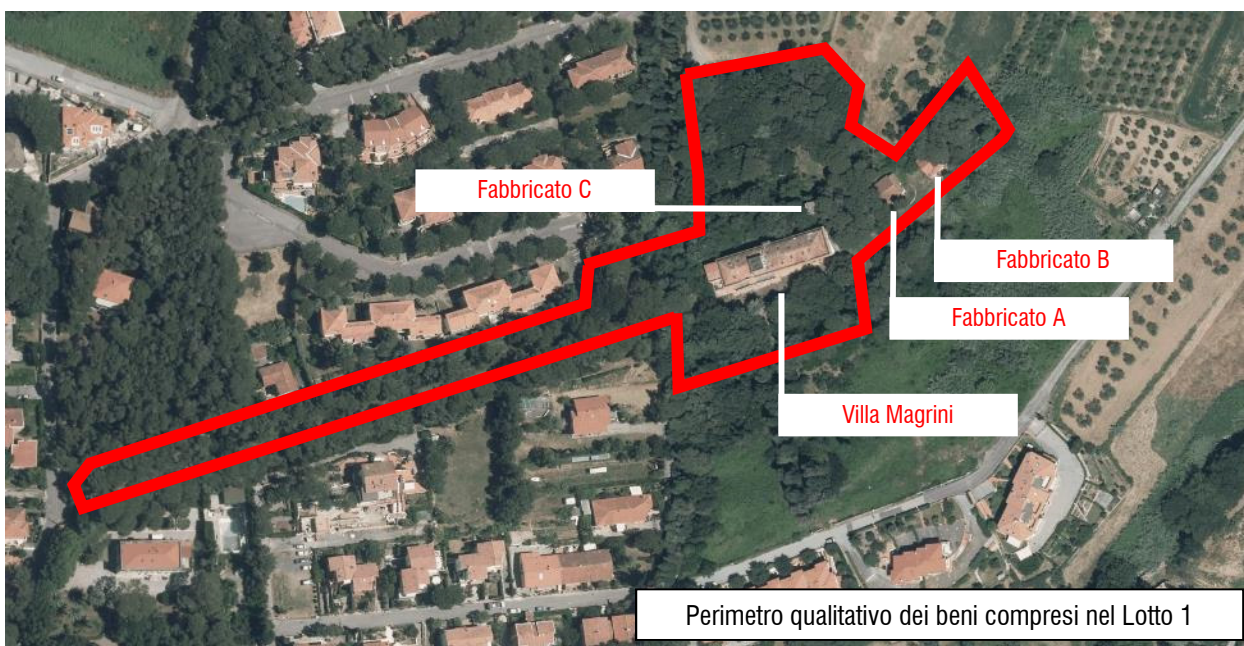 Fabbricato C
Fabbricato B
Fabbricato A
Villa Magrini
Perimetro qualitativo dei beni compresi nel Lotto 1